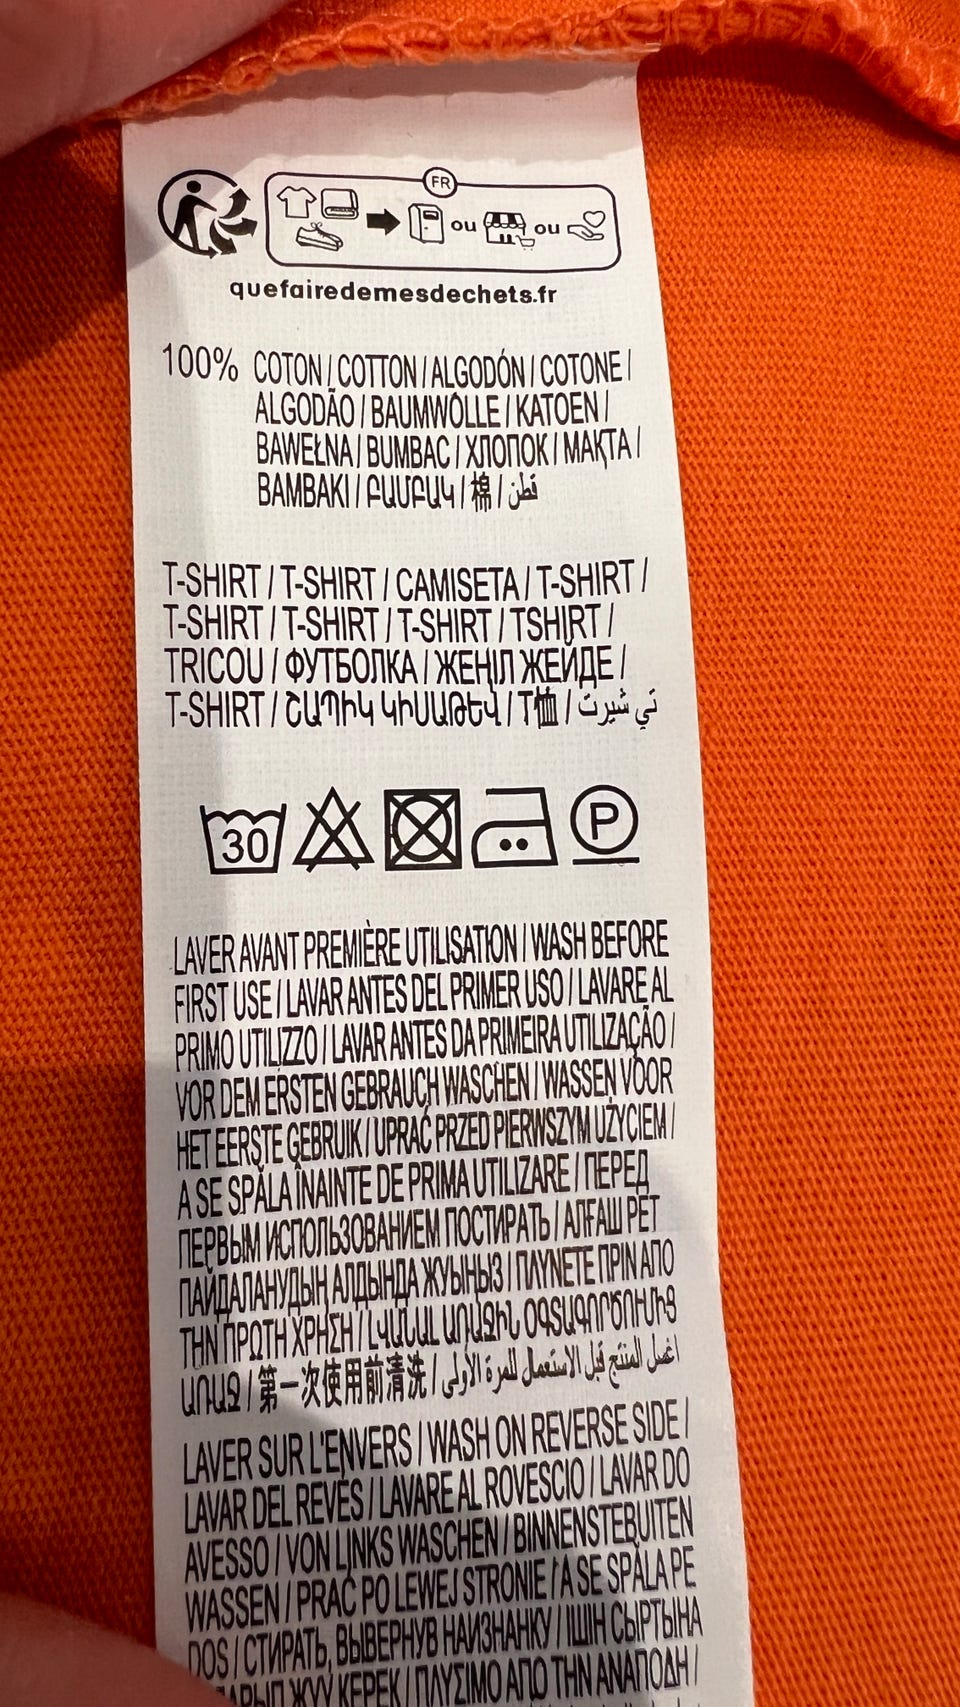 FR
ou ou
quefairedemesdechets.fr
100% COTON / COTTON / ALGODÓN / COTONE /
ALGODÃO / BAUMWOLLE / KATOEN /
BAWEŁNA / BUMBAC / ХЛОПОК / МАҚТА /
BAMBAKI / ԲԱՄԲԱԿ / 棉 / قطن
T-SHIRT / T-SHIRT / CAMISETA / T-SHIRT /
T-SHIRT / T-SHIRT / T-SHIRT / TSHIRT /
TRICOU / ФУТБОЛКА / ЖЕҢІЛ ЖЕЙДЕ /
T-SHIRT / ՇԱՊԻԿ ԿԻՍԱԹԵՎ / T恤 / تي شيرت
30
P
LAVER AVANT PREMIÈRE UTILISATION / WASH BEFORE
FIRST USE / LAVAR ANTES DEL PRIMER USO / LAVARE AL
PRIMO UTILIZZO / LAVAR ANTES DA PRIMEIRA UTILIZAÇÃO /
VOR DEM ERSTEN GEBRAUCH WASCHEN / WASSEN VOOR
HET EERSTE GEBRUIK / UPRAĆ PRZED PIERWSZYM UŻYCIEM /
A SE SPĂLA ÎNAINTE DE PRIMA UTILIZARE / ПЕРЕД
ПЕРВЫМ ИСПОЛЬЗОВАНИЕМ ПОСТИРАТЬ / АЛҒАШ РЕТ
ПАЙДАЛАНУДЫҢ АЛДЫНДА ЖУЫҢЫЗ / ΠΛΥΝΕΤΕ ΠΡΙΝ ΑΠΟ
ΤΗΝ ΠΡΩΤΗ ΧΡΗΣΗ / ԼՎԱՆԱԼ ԱՌԱՋԻՆ ՕԳՏԱԳՈՐԾՈՒՄԻՑ
ԱՌԱՋ / 第一次使用前清洗 / اغسل المنتج قبل الاستعمال للمرة الاولى
LAVER SUR L'ENVERS / WASH ON REVERSE SIDE /
LAVAR DEL REVÉS / LAVARE AL ROVESCIO / LAVAR DO
AVESSO / VON LINKS WASCHEN / BINNENSTEBUITEN
WASSEN / PRAĆ PO LEWEJ STRONIE / A SE SPĂLA PE
DOS / СТИРАТЬ, ВЫВЕРНУВ НАИЗНАНКУ / ІШІН СЫРТЫНА
ЖУУ КЕРЕК / ΠΛΥΣΙΜΟ ΑΠΟ ΤΗΝ ΑΝΑΠΟΔΗ /